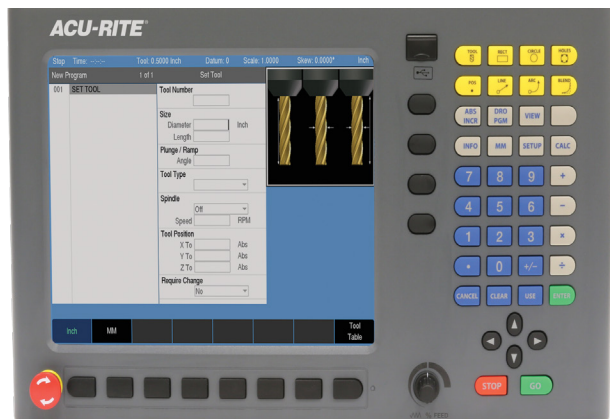 ACU-RITE®
Step Time: --:--:-- Tool: 0.5000 Inch Datum: 0 Scale: 1.0000 Skew: 0.0000° Inch
New Program 1 of 1 Set Tool
001 SET TOOL
Tool Number
Size
Diameter Inch
Length
Plunge / Ramp
Angle
Tool Type
Spindle
Off
Speed RPM
Tool Position
X To Abs
Y To Abs
Z To Abs
Require Change
No
Inch MM Tool
Table
TOOL RECT CIRCLE HOLES
POS LINE ARC BLEND
ABS
INCR DRO
PGM VIEW
INFO MM SETUP CALC
7 8 9 +
4 5 6 −
1 2 3 ×
• 0 +/− ÷
CANCEL CLEAR USE ENTER
STOP GO